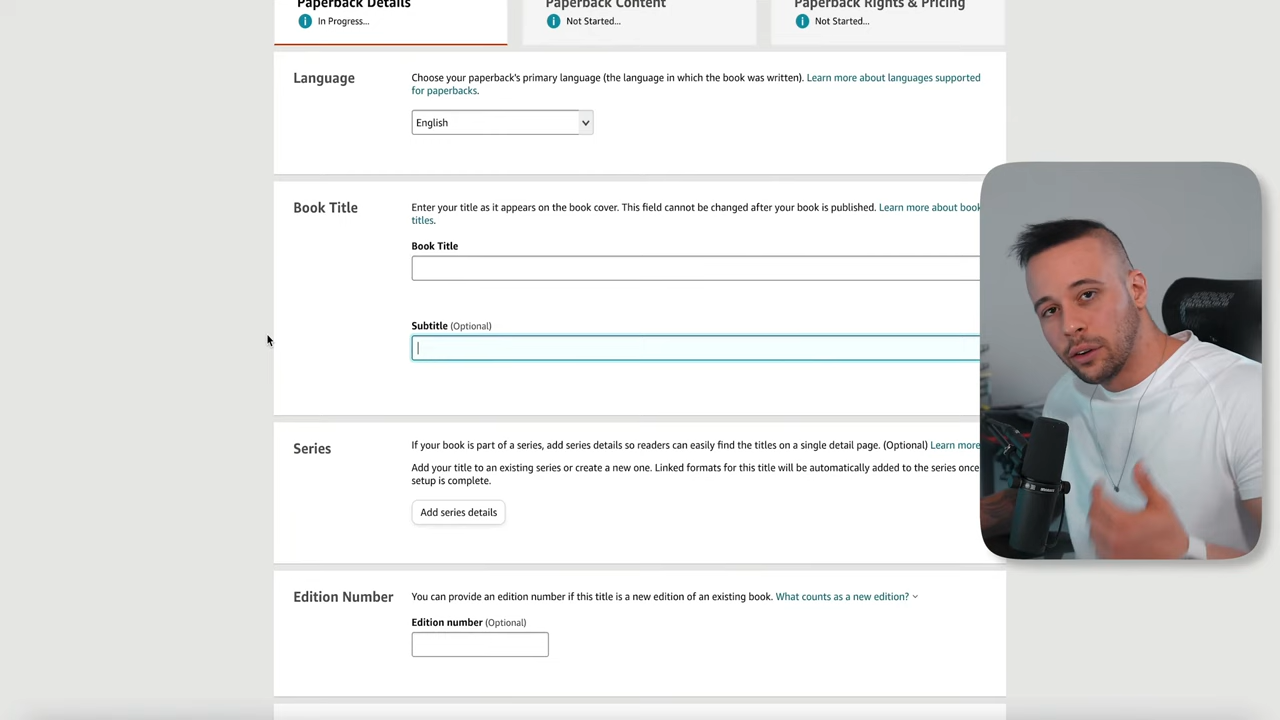 Paperback Details
Paperback Content
Paperback Rights & Pricing
In Progress...
Not Started...
Not Started...
Language
Choose your paperback's primary language (the language in which the book was written). Learn more about languages supported
for paperbacks.
English
Book Title
Enter your title as it appears on the book cover. This field cannot be changed after your book is published. Learn more about book
titles.
Book Title
Subtitle (Optional)
Series
If your book is part of a series, add series details so readers can easily find the titles on a single detail page. (Optional) Learn more
Add your title to an existing series or create a new one. Linked formats for this title will be automatically added to the series once
setup is complete.
Add series details
Edition Number
You can provide an edition number if this title is a new edition of an existing book. What counts as a new edition?
Edition number (Optional)